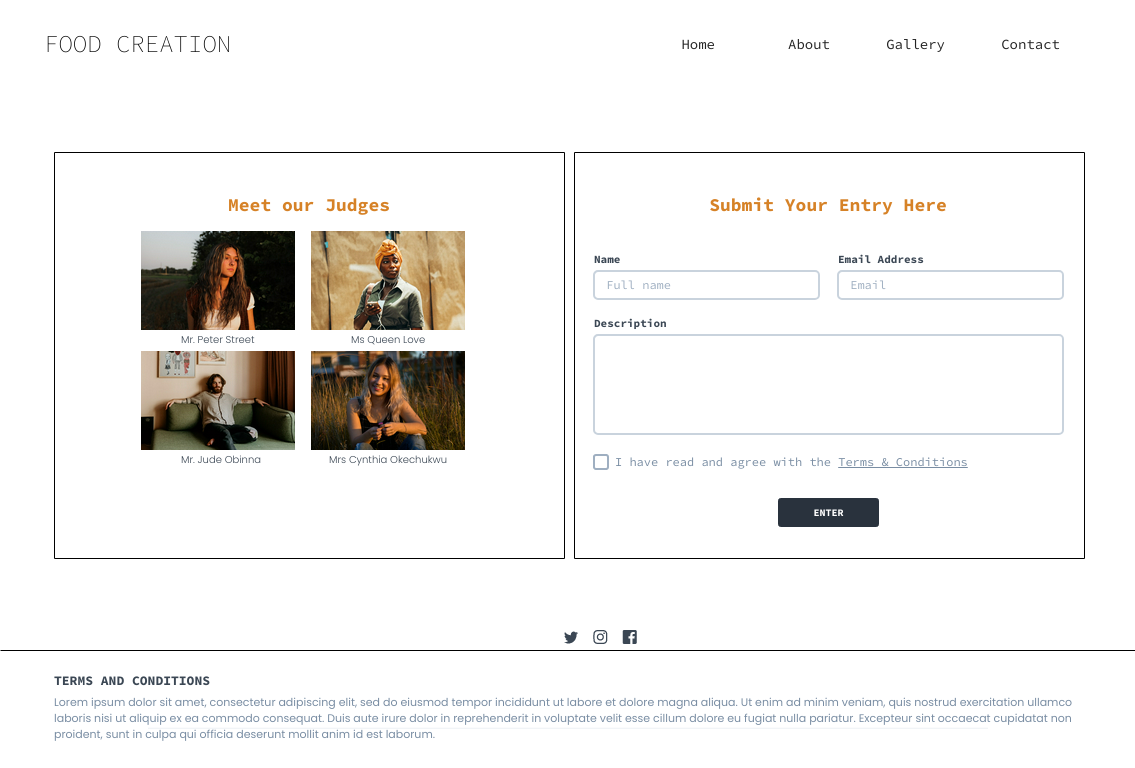 FOOD CREATION
Home About Gallery Contact
Meet our Judges
Mr. Peter Street
Ms Queen Love
Mr. Jude Obinna
Mrs Cynthia Okechukwu
Submit Your Entry Here
Name
Full name
Email Address
Email
Description
I have read and agree with the Terms & Conditions
ENTER
TERMS AND CONDITIONS
Lorem ipsum dolor sit amet, consectetur adipiscing elit, sed do eiusmod tempor incididunt ut labore et dolore magna aliqua. Ut enim ad minim veniam, quis nostrud exercitation ullamco
laboris nisi ut aliquip ex ea commodo consequat. Duis aute irure dolor in reprehenderit in voluptate velit esse cillum dolore eu fugiat nulla pariatur. Excepteur sint occaecat cupidatat non
proident, sunt in culpa qui officia deserunt mollit anim id est laborum.